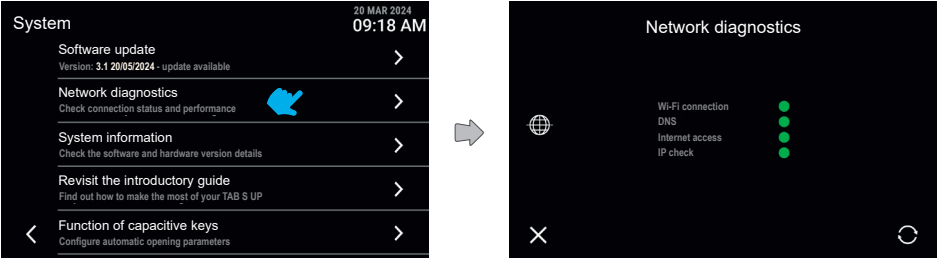 20 MAR 2024
System
09:18 AM
Software update
Version: 3.1 20/05/2024 - update available
Network diagnostics
Check connection status and performance
System information
Check the software and hardware version details
Revisit the introductory guide
Find out how to make the most of your TAB S UP
Function of capacitive keys
Configure automatic opening parameters
Network diagnostics
Wi-Fi connection
DNS
Internet access
IP check